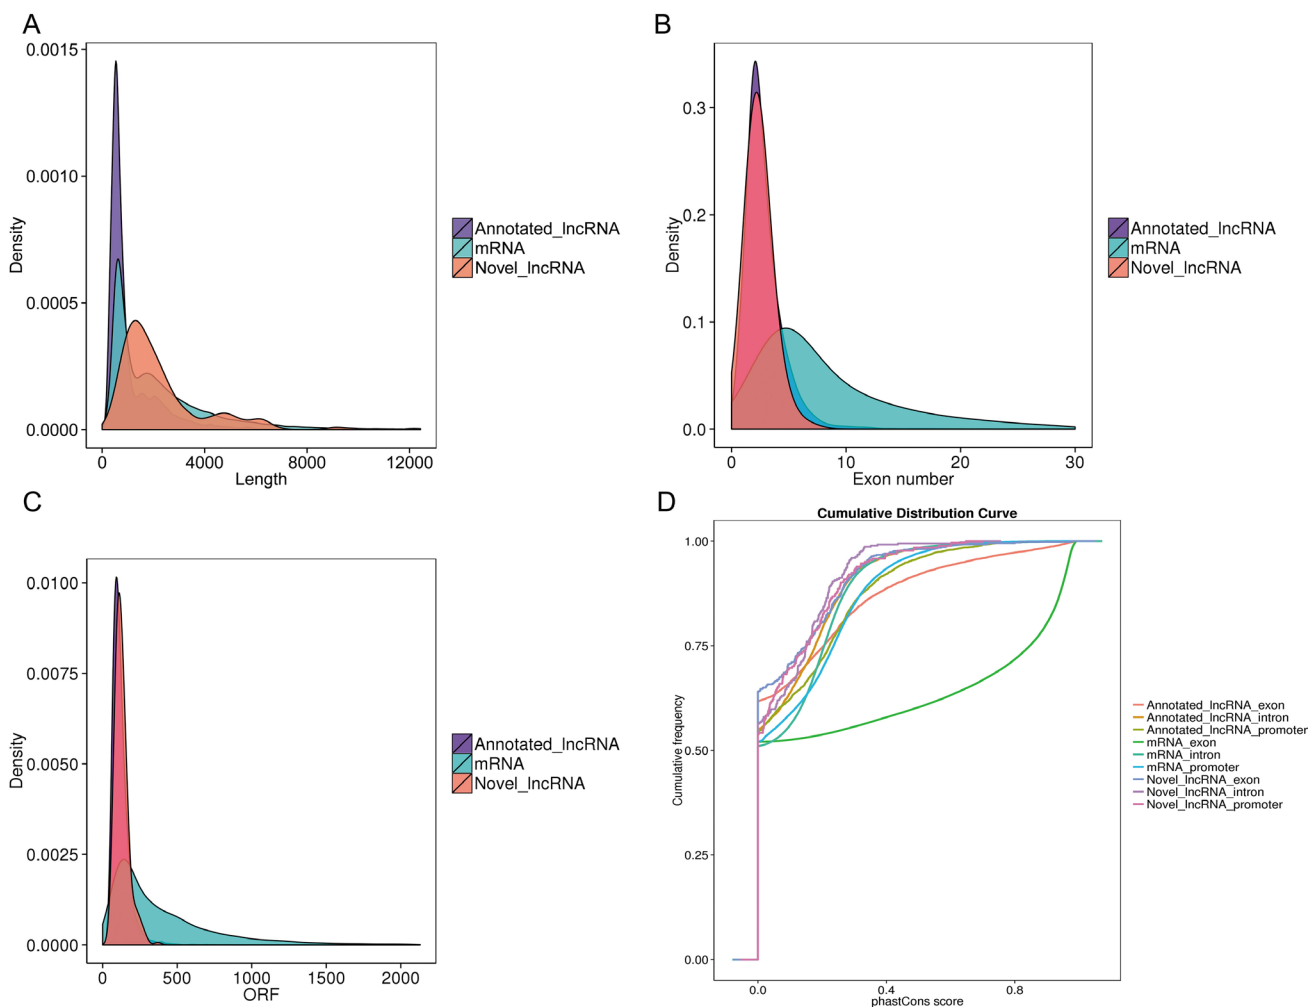 A
0.0015
0.0010
0.0005
0.0000
Density
0
4000
8000
12000
Length
Annotated_lncRNA
mRNA
Novel_lncRNA
B
0.3
0.2
0.1
0.0
Density
0
10
20
30
Exon number
Annotated_lncRNA
mRNA
Novel_lncRNA
C
0.0100
0.0075
0.0050
0.0025
0.0000
Density
0
500
1000
1500
2000
ORF
Annotated_lncRNA
mRNA
Novel_lncRNA
D
Cumulative Distribution Curve
1.00
0.75
0.50
0.25
0.00
Cumulative frequency
0.0
0.4
0.8
phastCons score
Annotated_lncRNA_exon
Annotated_lncRNA_intron
Annotated_lncRNA_promoter
mRNA_exon
mRNA_intron
mRNA_promoter
Novel_lncRNA_exon
Novel_lncRNA_intron
Novel_lncRNA_promoter